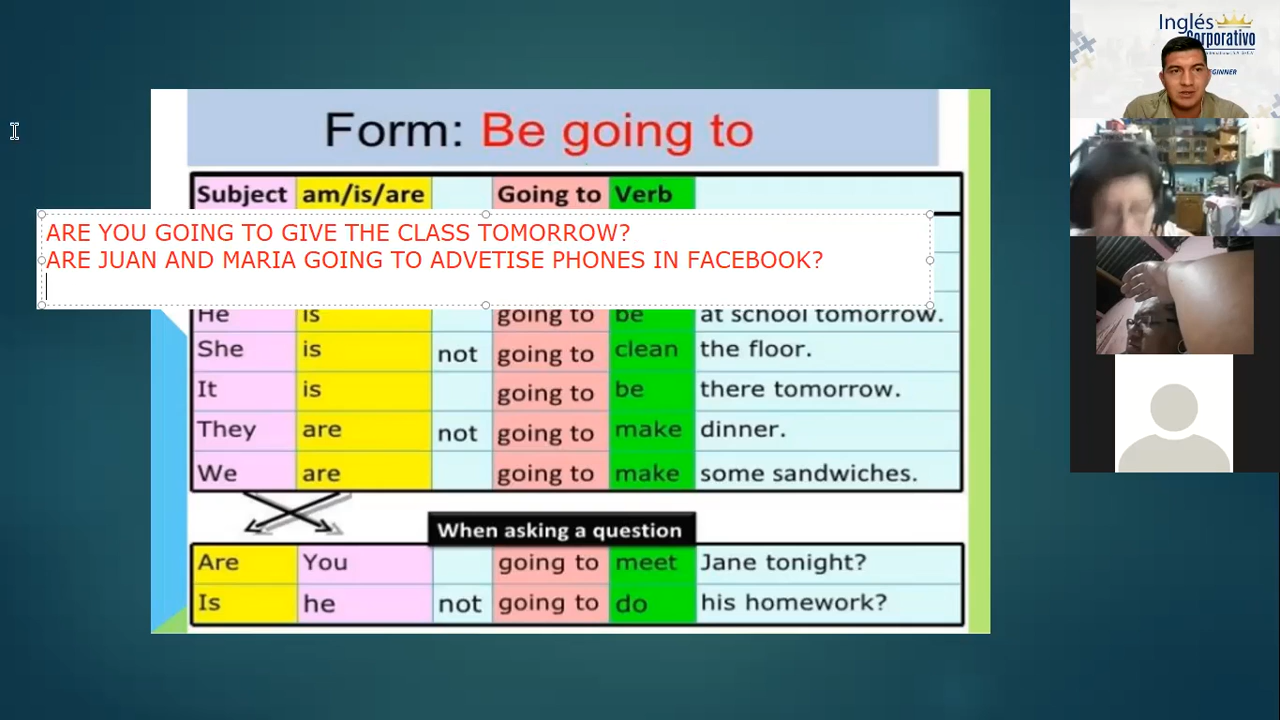 Inglés
Corporativo
BEGINNER
Form: Be going to
Subject am/is/are Going to Verb
ARE YOU GOING TO GIVE THE CLASS TOMORROW?
ARE JUAN AND MARIA GOING TO ADVETISE PHONES IN FACEBOOK?
He is going to be at school tomorrow.
She is not going to clean the floor.
It is going to be there tomorrow.
They are not going to make dinner.
We are going to make some sandwiches.
When asking a question
Are You going to meet Jane tonight?
Is he not going to do his homework?